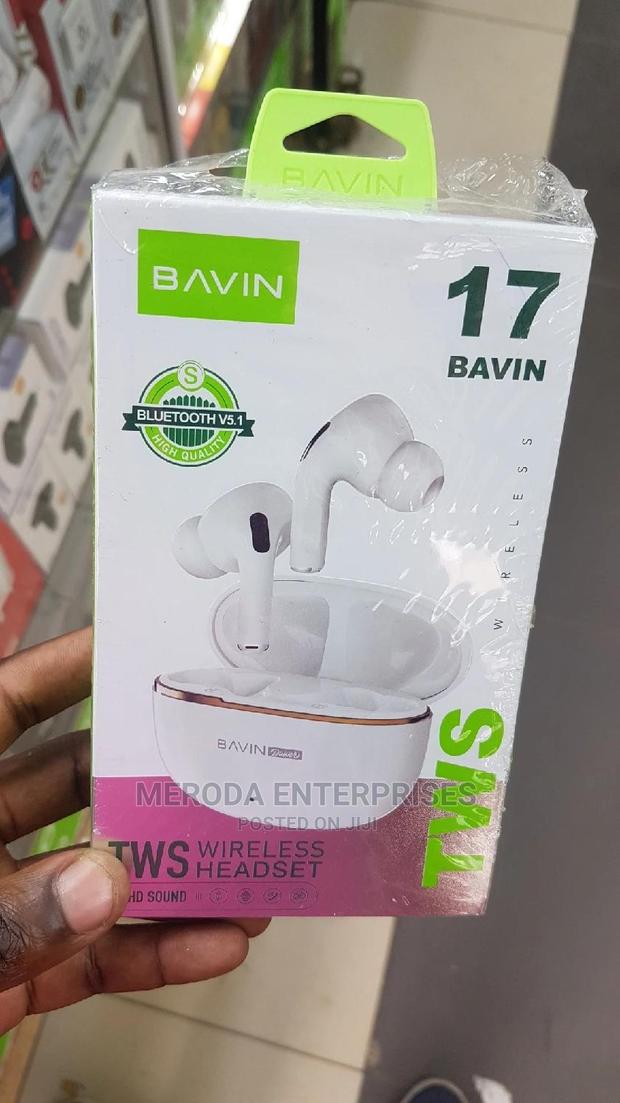 BAVIN
BAVIN
17
BAVIN
S
BLUETOOTH V5.1
HIGH QUALITY
WIRELESS
TWS
BAVIN Power
MERODA ENTERPRISES
POSTED ON JIJI
TWS WIRELESS
HEADSET
HD SOUND